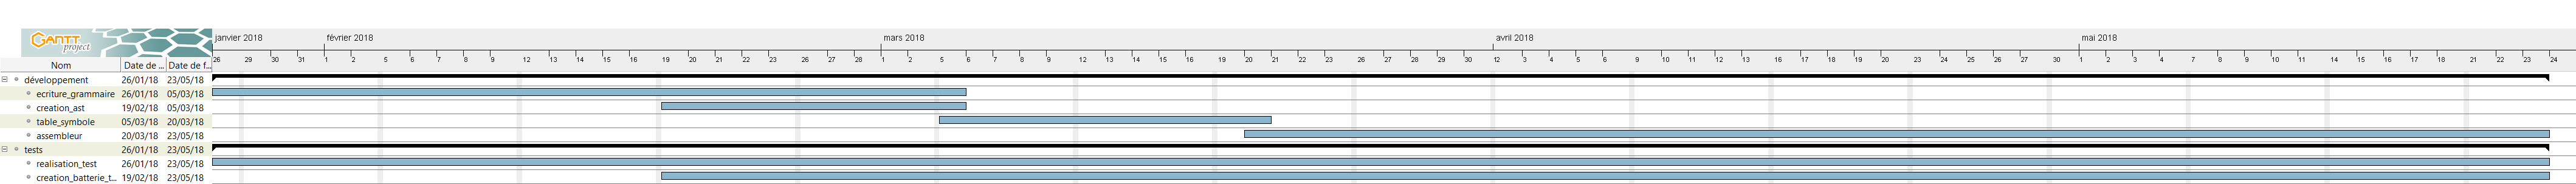 GANTT project
janvier 2018 février 2018 mars 2018 avril 2018 mai 2018
Nom Date de ... Date de f... 26 29 30 31 1 2 5 6 7 8 9 12 13 14 15 16 19 20 21 22 23 26 27 28 1 2 5 6 7 8 9 12 13 14 15 16 19 20 21 22 23 26 27 28 29 30 12 3 4 5 6 9 10 11 12 13 16 17 18 19 20 23 24 25 26 27 30 1 2 3 4 7 8 9 10 11 14 15 16 17 18 21 22 23 24
développement 26/01/18 23/05/18
ecriture_grammaire 26/01/18 05/03/18
creation_ast 19/02/18 05/03/18
table_symbole 05/03/18 20/03/18
assembleur 20/03/18 23/05/18
tests 26/01/18 23/05/18
realisation_test 26/01/18 23/05/18
creation_batterie_t... 19/02/18 23/05/18